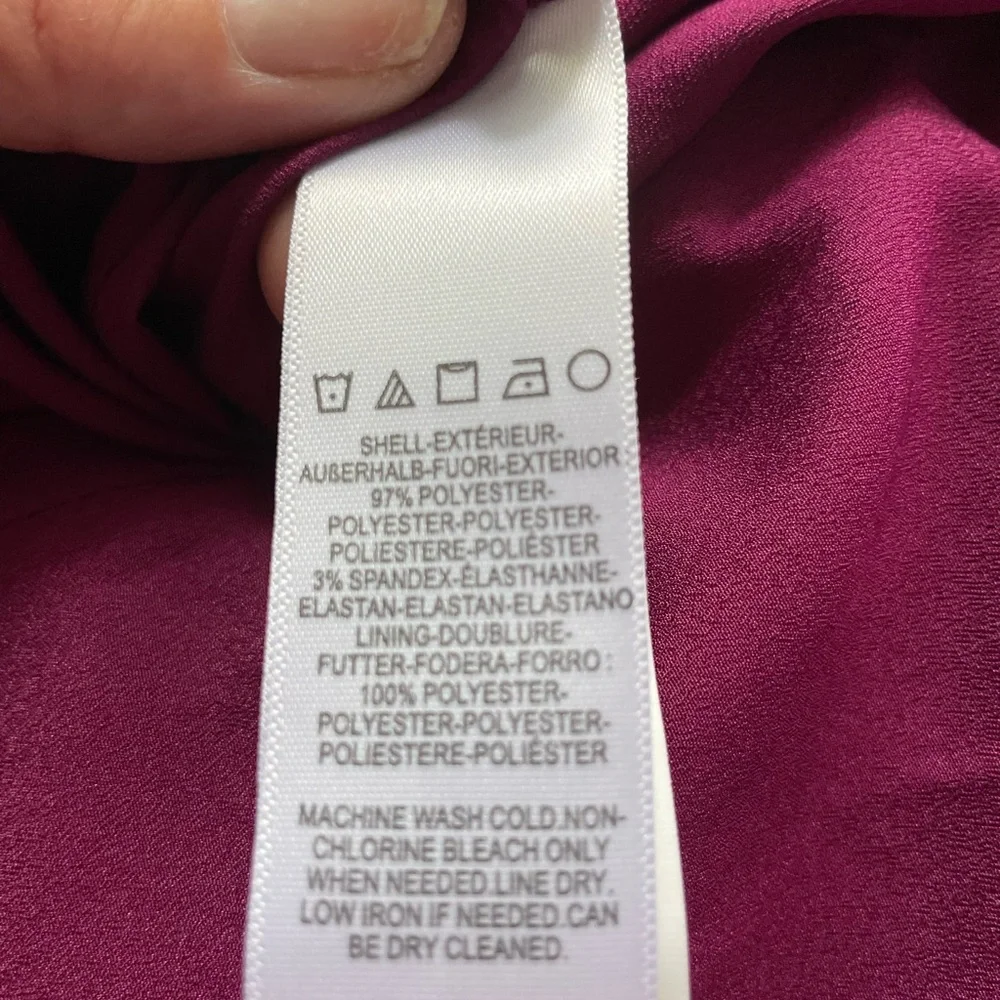 SHELL-EXTÉRIEUR-
AUßERHALB-FUORI-EXTERIOR :
97% POLYESTER-
POLYESTER-POLYESTER-
POLIESTERE-POLIÉSTER
3% SPANDEX-ÉLASTHANNE-
ELASTAN-ELASTAN-ELASTANO
LINING-DOUBLURE-
FUTTER-FODERA-FORRO :
100% POLYESTER-
POLYESTER-POLYESTER-
POLIESTERE-POLIÉSTER
MACHINE WASH COLD.NON-
CHLORINE BLEACH ONLY
WHEN NEEDED.LINE DRY.
LOW IRON IF NEEDED.CAN
BE DRY CLEANED.